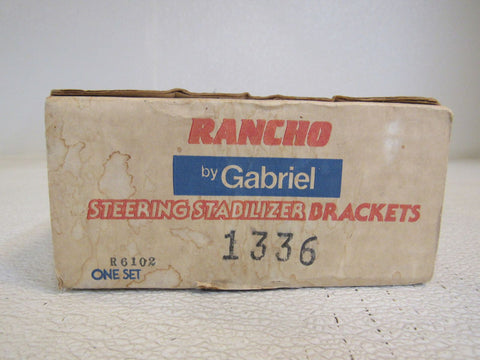 RANCHO
by Gabriel
STEERING STABILIZER BRACKETS
1336
R6102
ONE SET